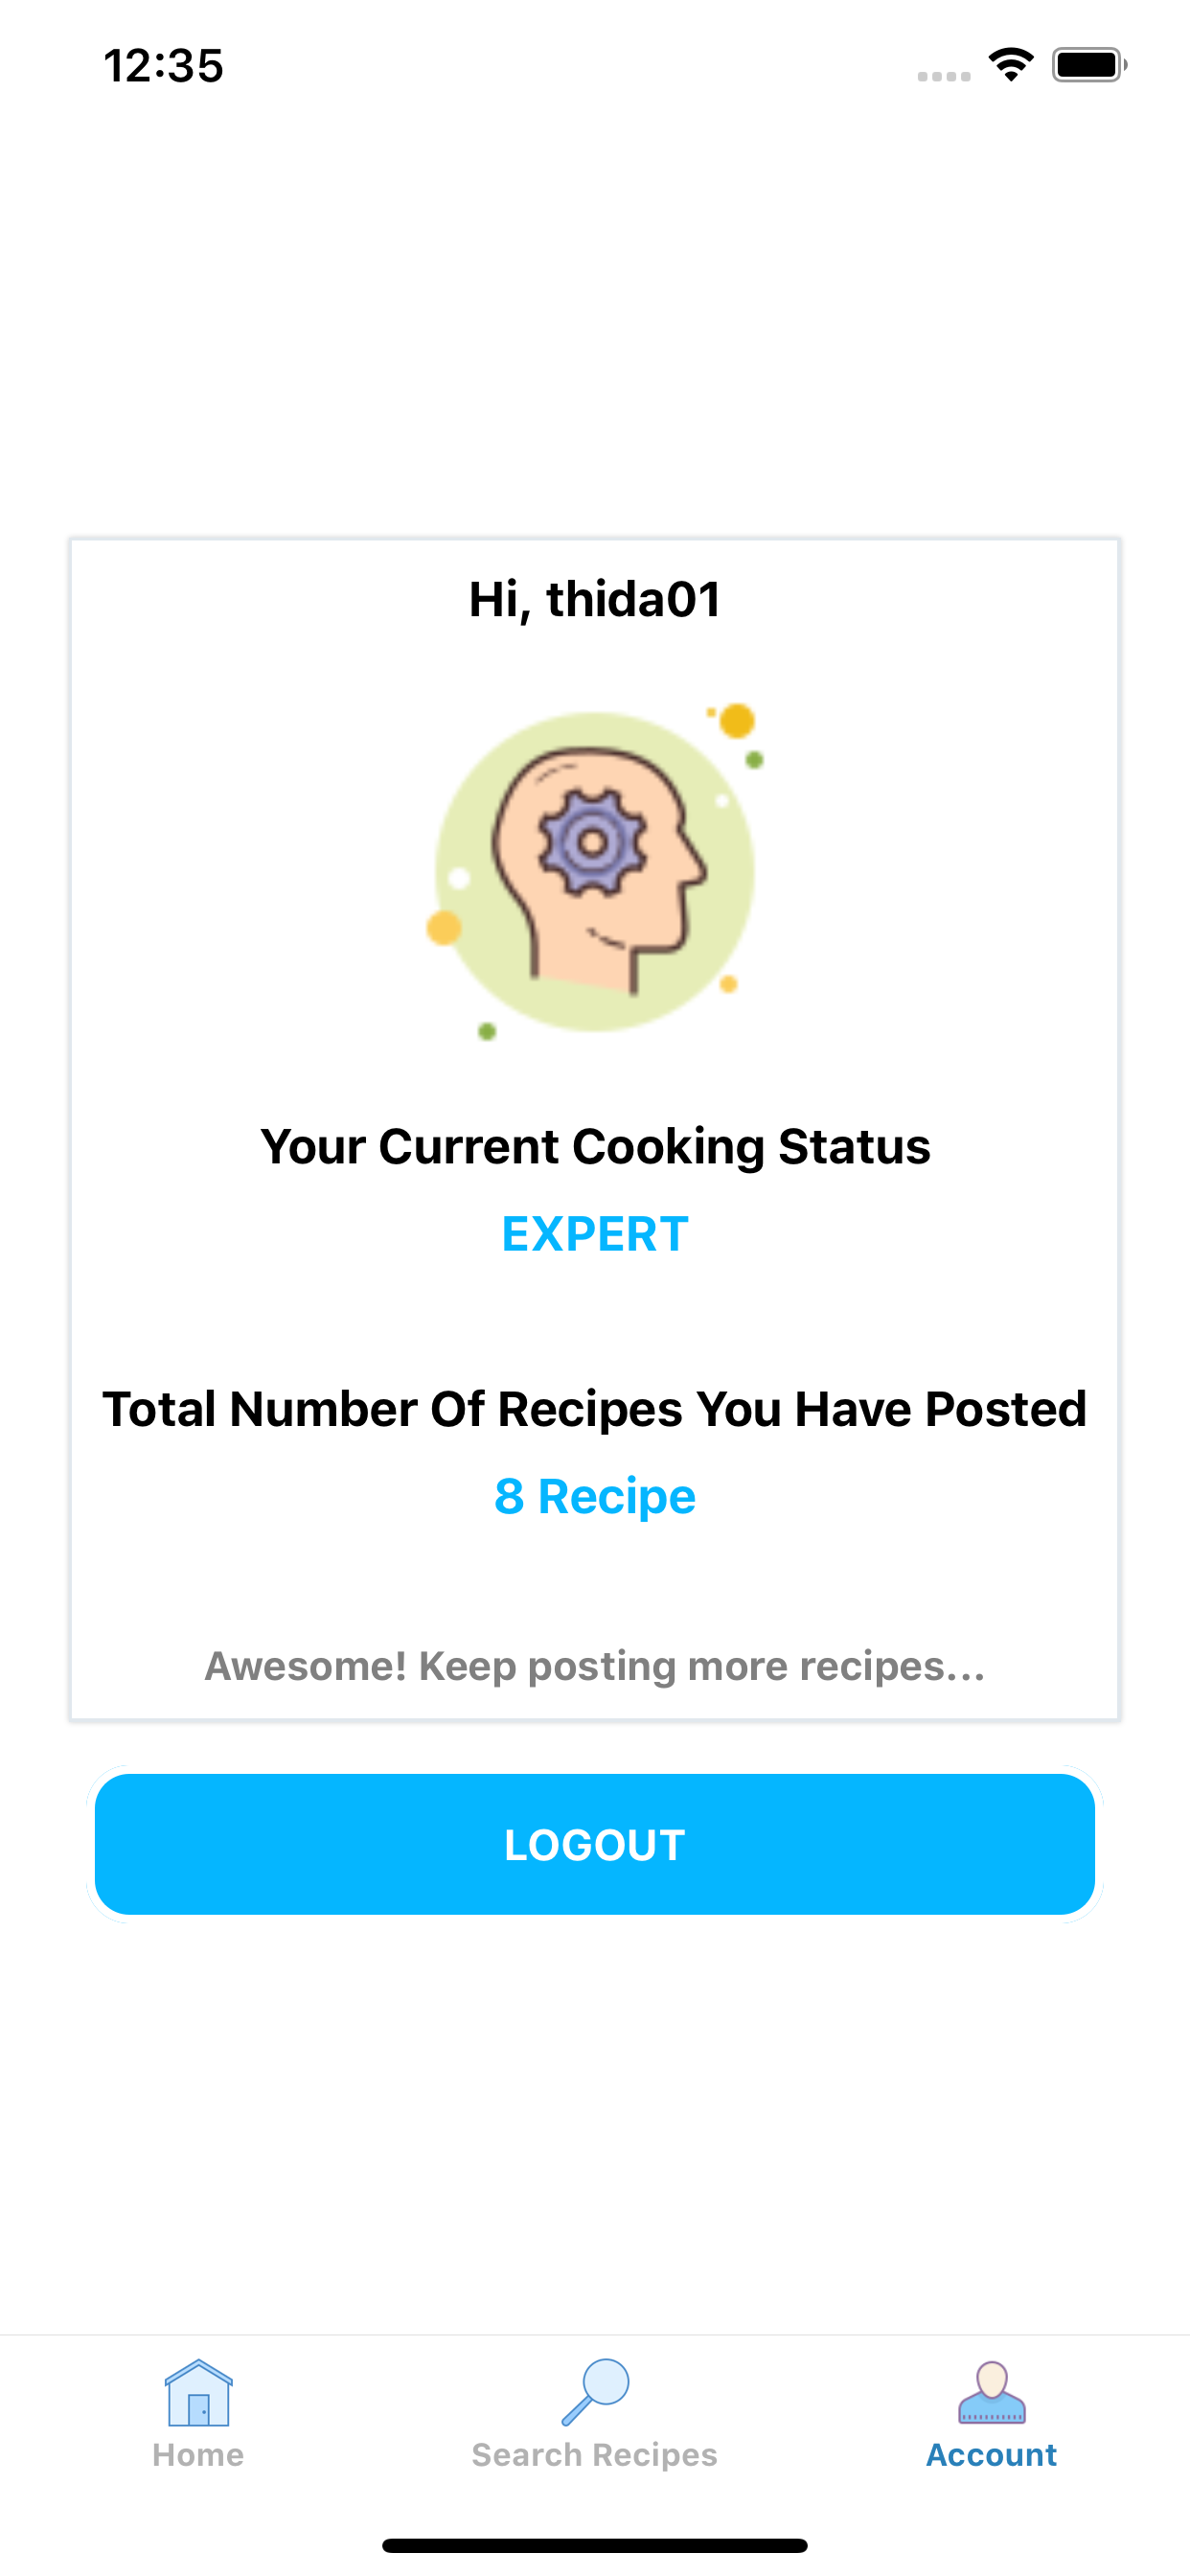 12:35
Hi, thida01
Your Current Cooking Status
EXPERT
Total Number Of Recipes You Have Posted
8 Recipe
Awesome! Keep posting more recipes...
LOGOUT
Home
Search Recipes
Account